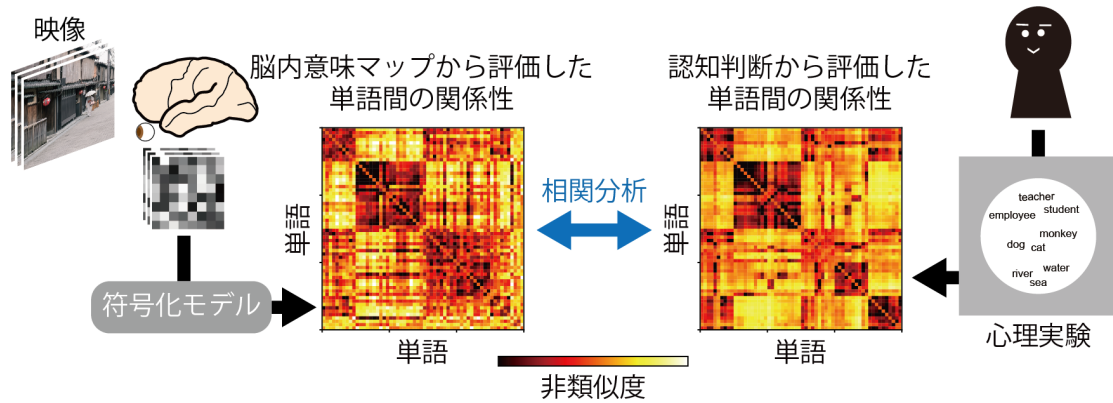 映像
脳内意味マップから評価した
単語間の関係性
認知判断から評価した
単語間の関係性
単語
単語
相関分析
単語
単語
非類似度
符号化モデル
teacher
employee student
monkey
dog cat
river water
sea
心理実験